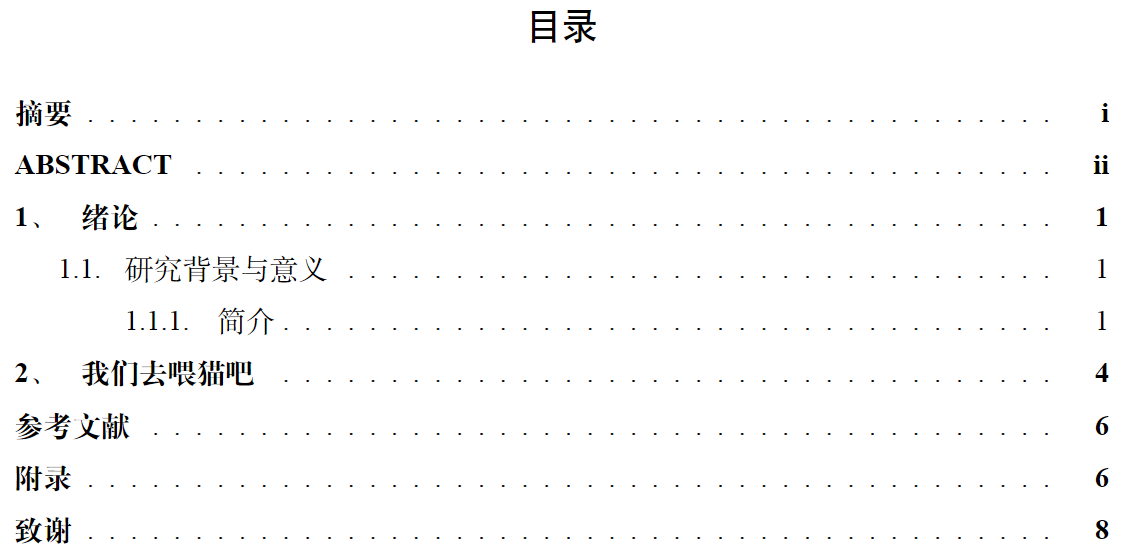 目录
摘要 . . . . . . . . . . . . . . . . . . . . . . . . . . . . . . . . . . . . . . . . . . . . . i
ABSTRACT . . . . . . . . . . . . . . . . . . . . . . . . . . . . . . . . . . . . . . . . ii
1、 绪论 . . . . . . . . . . . . . . . . . . . . . . . . . . . . . . . . . . . . . . . . . . 1
1.1. 研究背景与意义 . . . . . . . . . . . . . . . . . . . . . . . . . . . . . . . . . 1
1.1.1. 简介 . . . . . . . . . . . . . . . . . . . . . . . . . . . . . . . . . . . . 1
2、 我们去喂猫吧 . . . . . . . . . . . . . . . . . . . . . . . . . . . . . . . . . . . . 4
参考文献 . . . . . . . . . . . . . . . . . . . . . . . . . . . . . . . . . . . . . . . . . . 6
附录 . . . . . . . . . . . . . . . . . . . . . . . . . . . . . . . . . . . . . . . . . . . . . 6
致谢 . . . . . . . . . . . . . . . . . . . . . . . . . . . . . . . . . . . . . . . . . . . . . 8